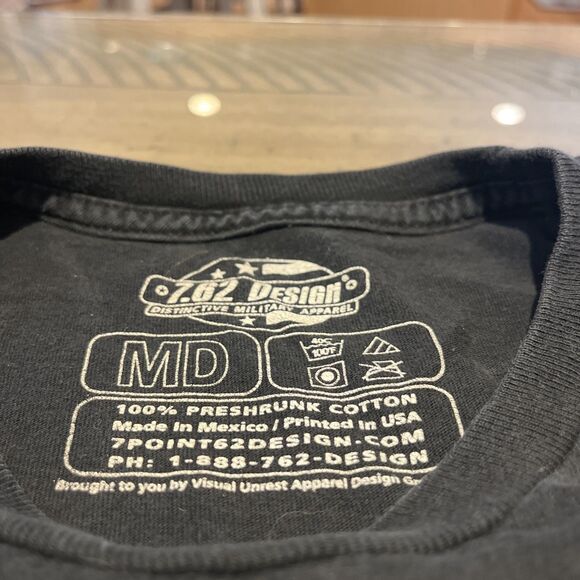 7.62 DESIGN
DISTINCTIVE MILITARY APPAREL
MD
40C
100°F
100% PRESHRUNK COTTON
Made in Mexico / Printed in USA
7POINT62DESIGN.COM
PH: 1-888-762-DESIGN
Brought to you by Visual Unrest Apparel Design